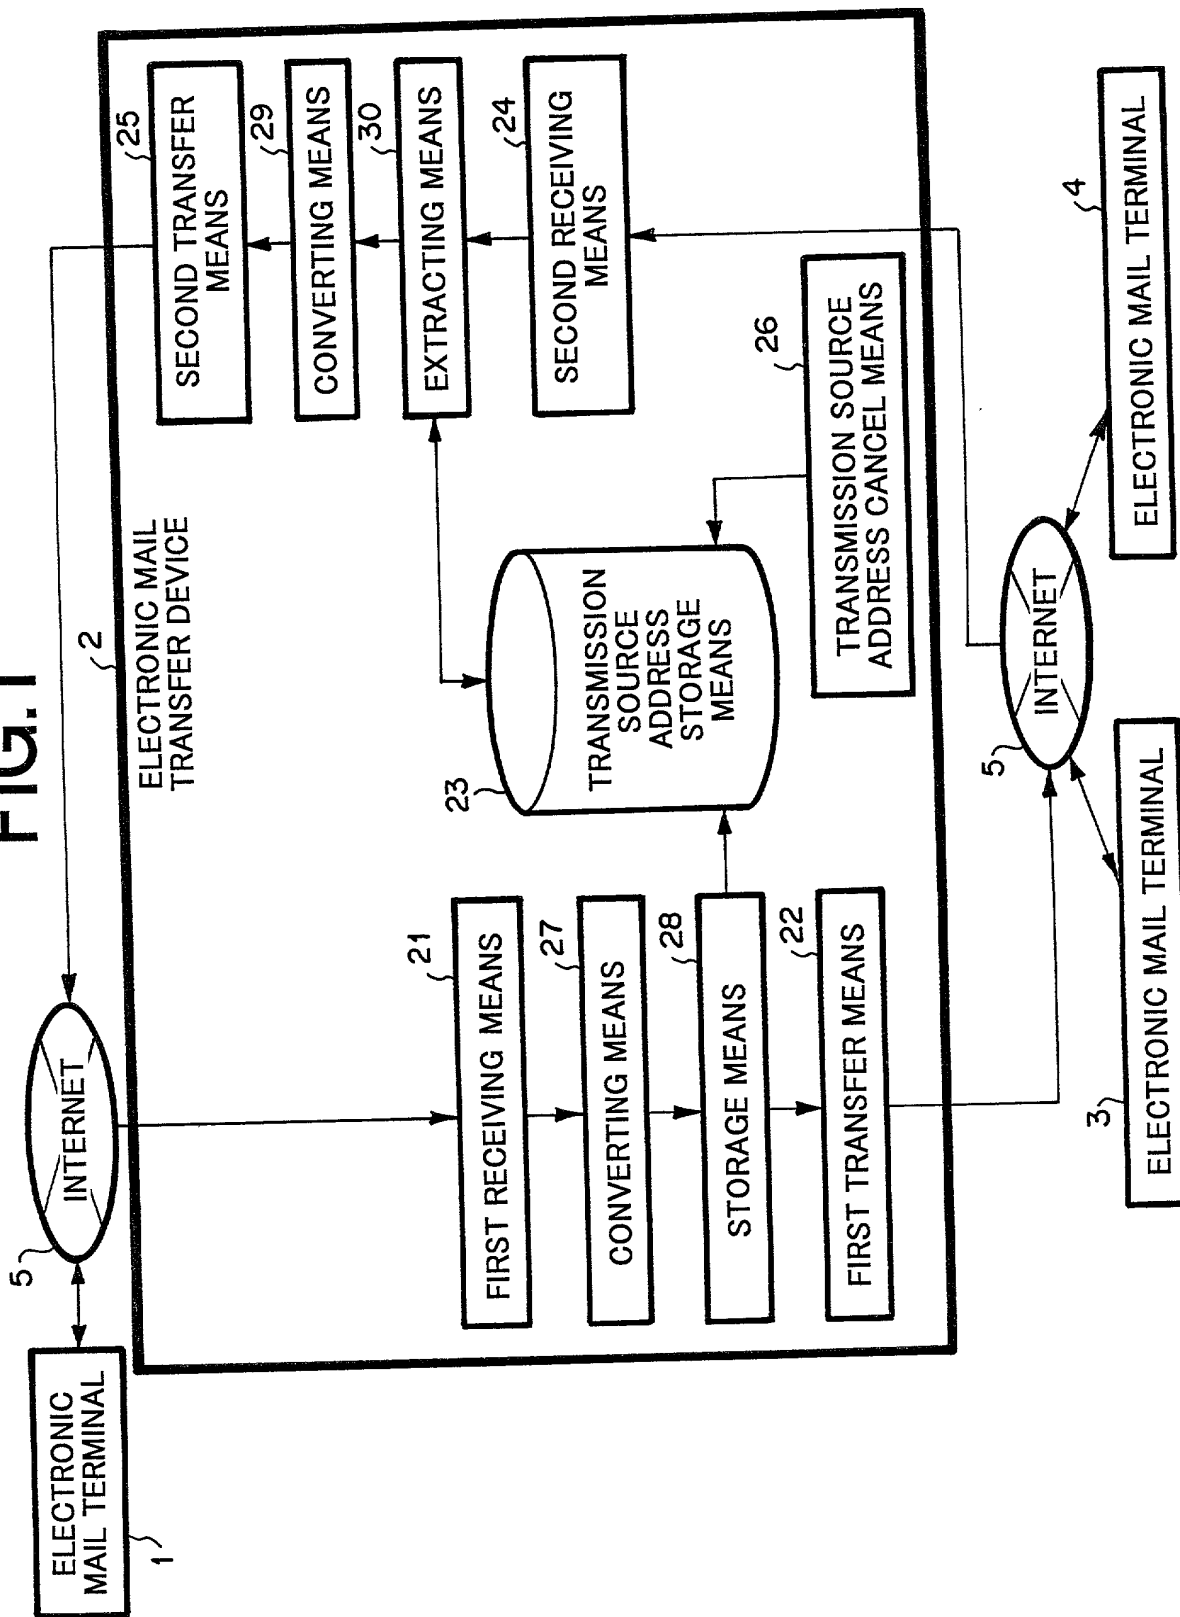 FIG. 1
ELECTRONIC
MAIL TERMINAL
1
INTERNET
5
2
ELECTRONIC MAIL
TRANSFER DEVICE
21
FIRST RECEIVING MEANS
27
CONVERTING MEANS
28
STORAGE MEANS
22
FIRST TRANSFER MEANS
23
TRANSMISSION
SOURCE
ADDRESS
STORAGE
MEANS
25
SECOND TRANSFER
MEANS
29
CONVERTING MEANS
30
EXTRACTING MEANS
24
SECOND RECEIVING
MEANS
26
TRANSMISSION SOURCE
ADDRESS CANCEL MEANS
5
INTERNET
3
ELECTRONIC MAIL TERMINAL
4
ELECTRONIC MAIL TERMINAL